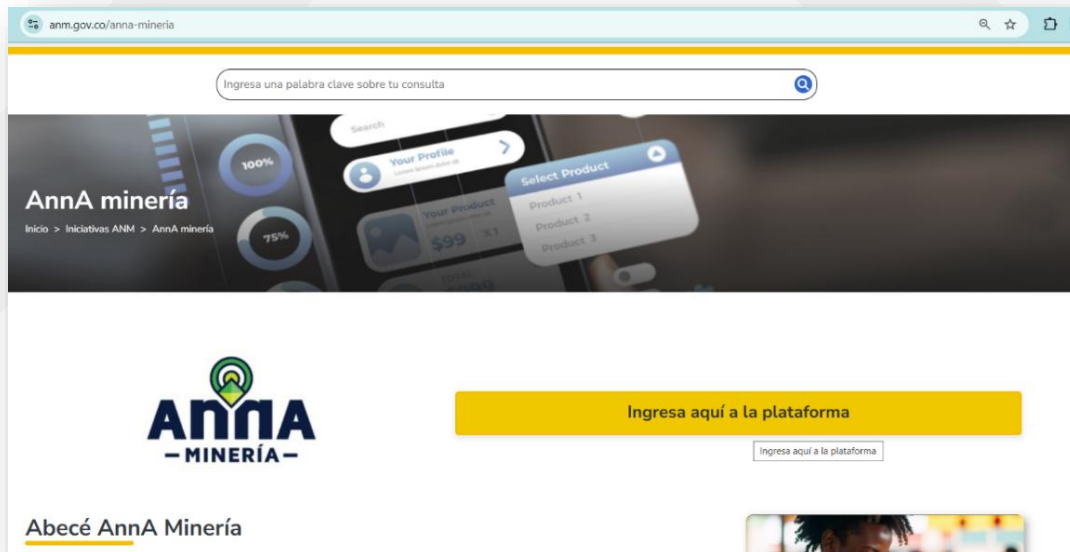 anm.gov.co/anna-mineria
Ingresa una palabra clave sobre tu consulta
Search
100%
Your Profile
Select Product
Product 1
Product 2
Product 3
Your Product
$99 X1
75%
TOTAL
AnnA minería
Inicio > Iniciativas ANM > AnnA minería
ANNA
–MINERÍA–
Ingresa aquí a la plataforma
Ingresa aquí a la plataforma
Abecé AnnA Minería